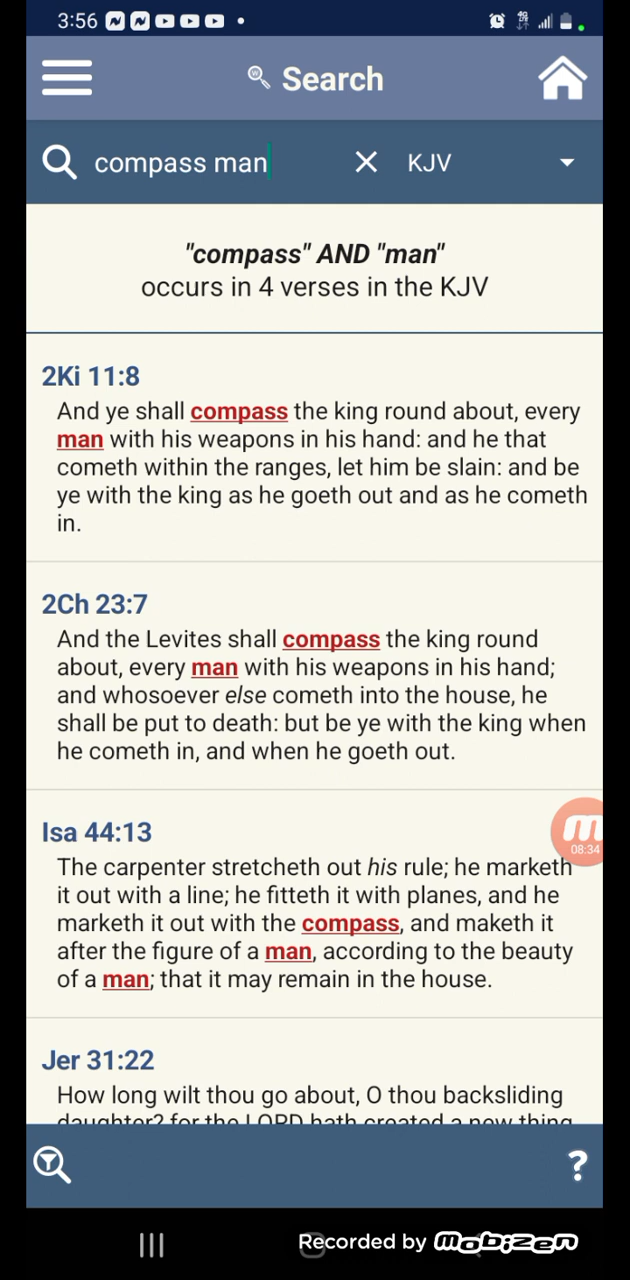 3:56
Search
compass man
KJV
"compass" AND "man"
occurs in 4 verses in the KJV
2Ki 11:8
And ye shall compass the king round about, every
man with his weapons in his hand: and he that
cometh within the ranges, let him be slain: and be
ye with the king as he goeth out and as he cometh
in.
2Ch 23:7
And the Levites shall compass the king round
about, every man with his weapons in his hand;
and whosoever else cometh into the house, he
shall be put to death: but be ye with the king when
he cometh in, and when he goeth out.
Isa 44:13
08:34
The carpenter stretcheth out his rule; he marketh
it out with a line; he fitteth it with planes, and he
marketh it out with the compass, and maketh it
after the figure of a man, according to the beauty
of a man; that it may remain in the house.
Jer 31:22
How long wilt thou go about, O thou backsliding
daughter? for the LORD hath created a new thing
?
Recorded by Mobizen